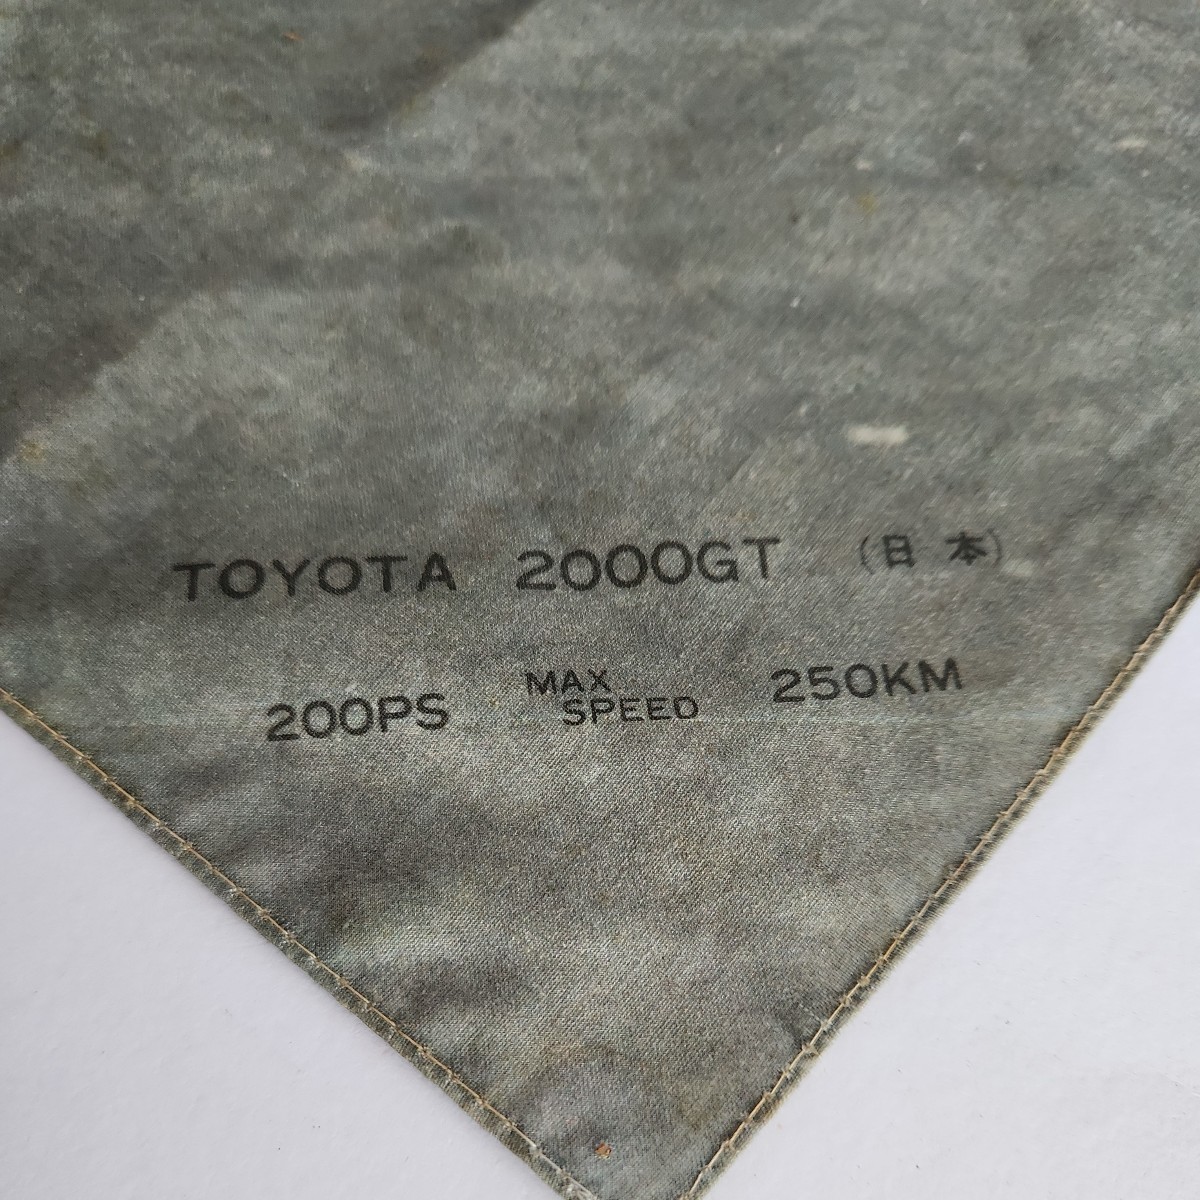 TOYOTA 2000GT (日本)
200PS MAX SPEED 250KM